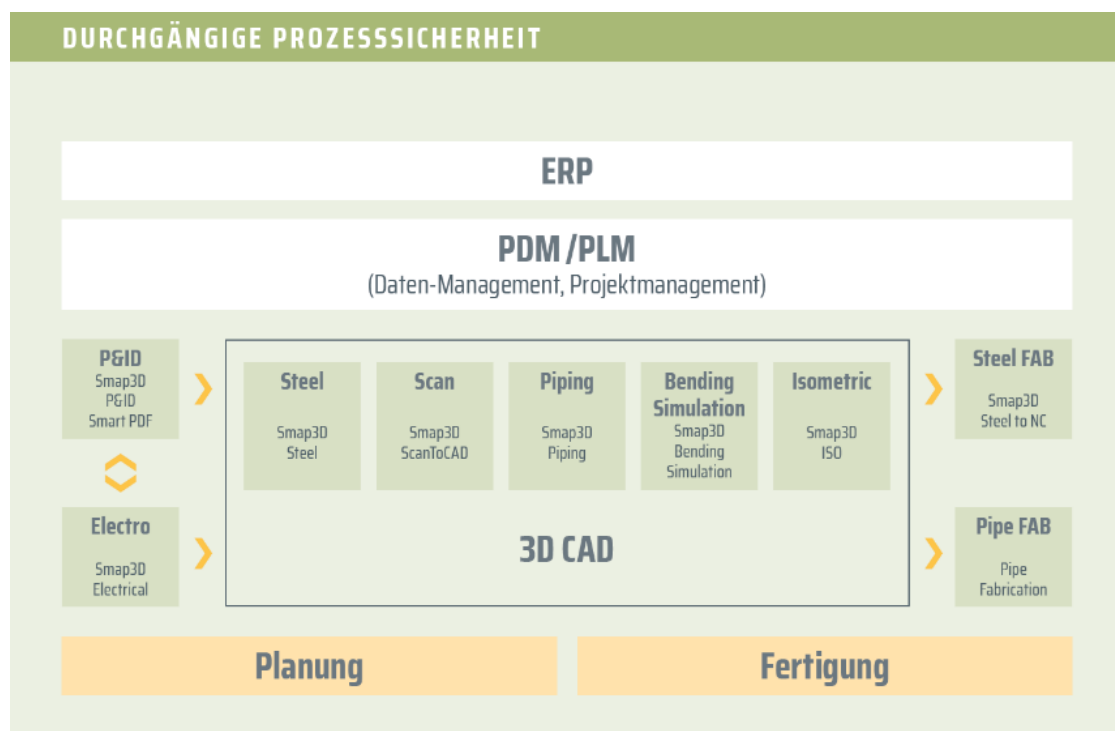 DURCHGÄNGIGE PROZESSSICHERHEIT
ERP
PDM /PLM
(Daten-Management, Projektmanagement)
P&ID
Smap3D
P&ID
Smart PDF
Electro
Smap3D
Electrical
Steel
Smap3D
Steel
Scan
Smap3D
ScanToCAD
Piping
Smap3D
Piping
Bending
Simulation
Smap3D
Bending
Simulation
Isometric
Smap3D
ISO
3D CAD
Steel FAB
Smap3D
Steel to NC
Pipe FAB
Pipe
Fabrication
Planung
Fertigung